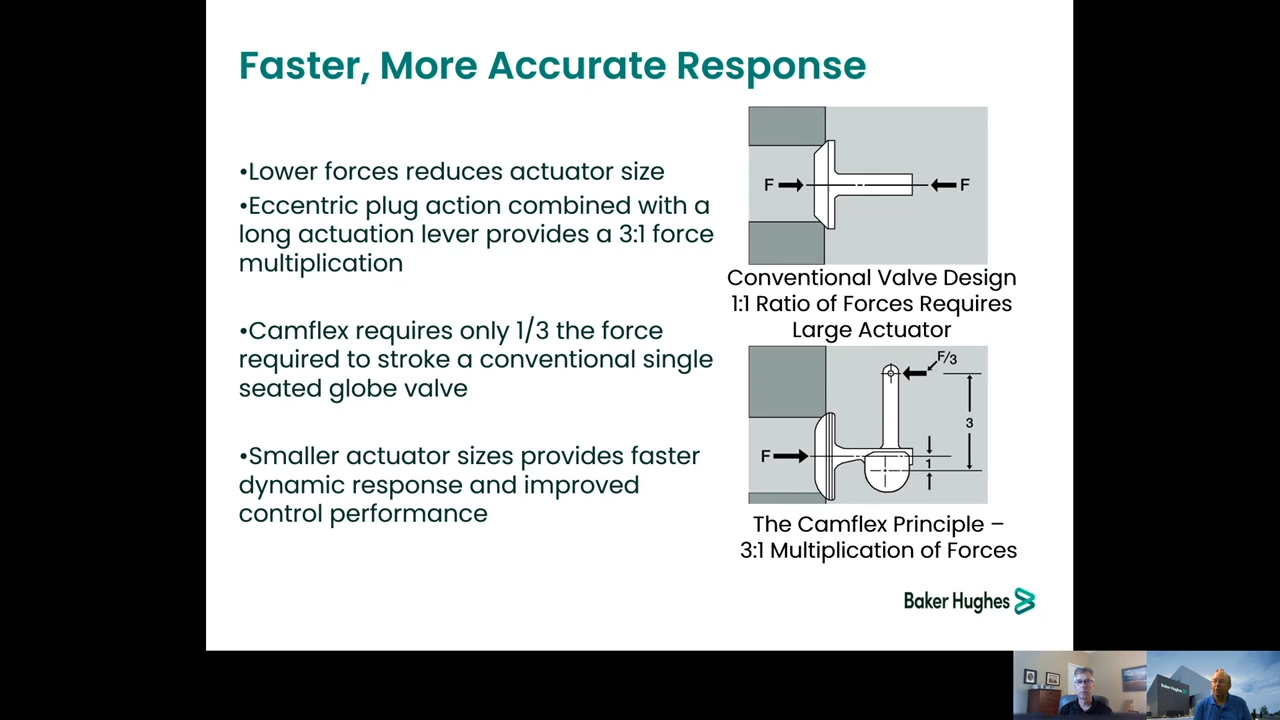 Faster, More Accurate Response
•Lower forces reduces actuator size
•Eccentric plug action combined with a
long actuation lever provides a 3:1 force
multiplication
•Camflex requires only 1/3 the force
required to stroke a conventional single
seated globe valve
•Smaller actuator sizes provides faster
dynamic response and improved
control performance
F
F
Conventional Valve Design
1:1 Ratio of Forces Requires
Large Actuator
F/3
3
F
1
The Camflex Principle –
3:1 Multiplication of Forces
Baker Hughes
Baker Hughes